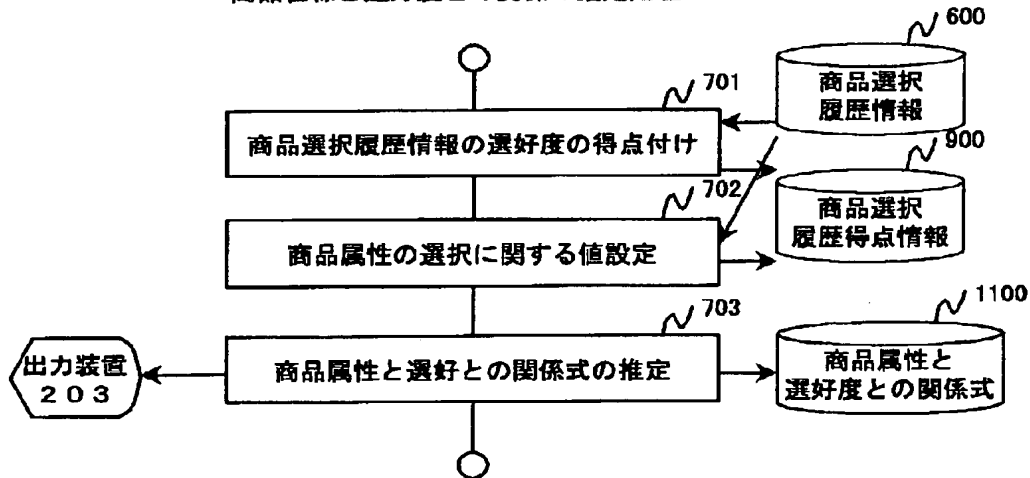 600
商品選択
履歴情報
701
商品選択履歴情報の選好度の得点付け
900
商品選択
履歴得点情報
702
商品属性の選択に関する値設定
1100
商品属性と
選好度との関係式
703
商品属性と選好との関係式の推定
出力装置
203